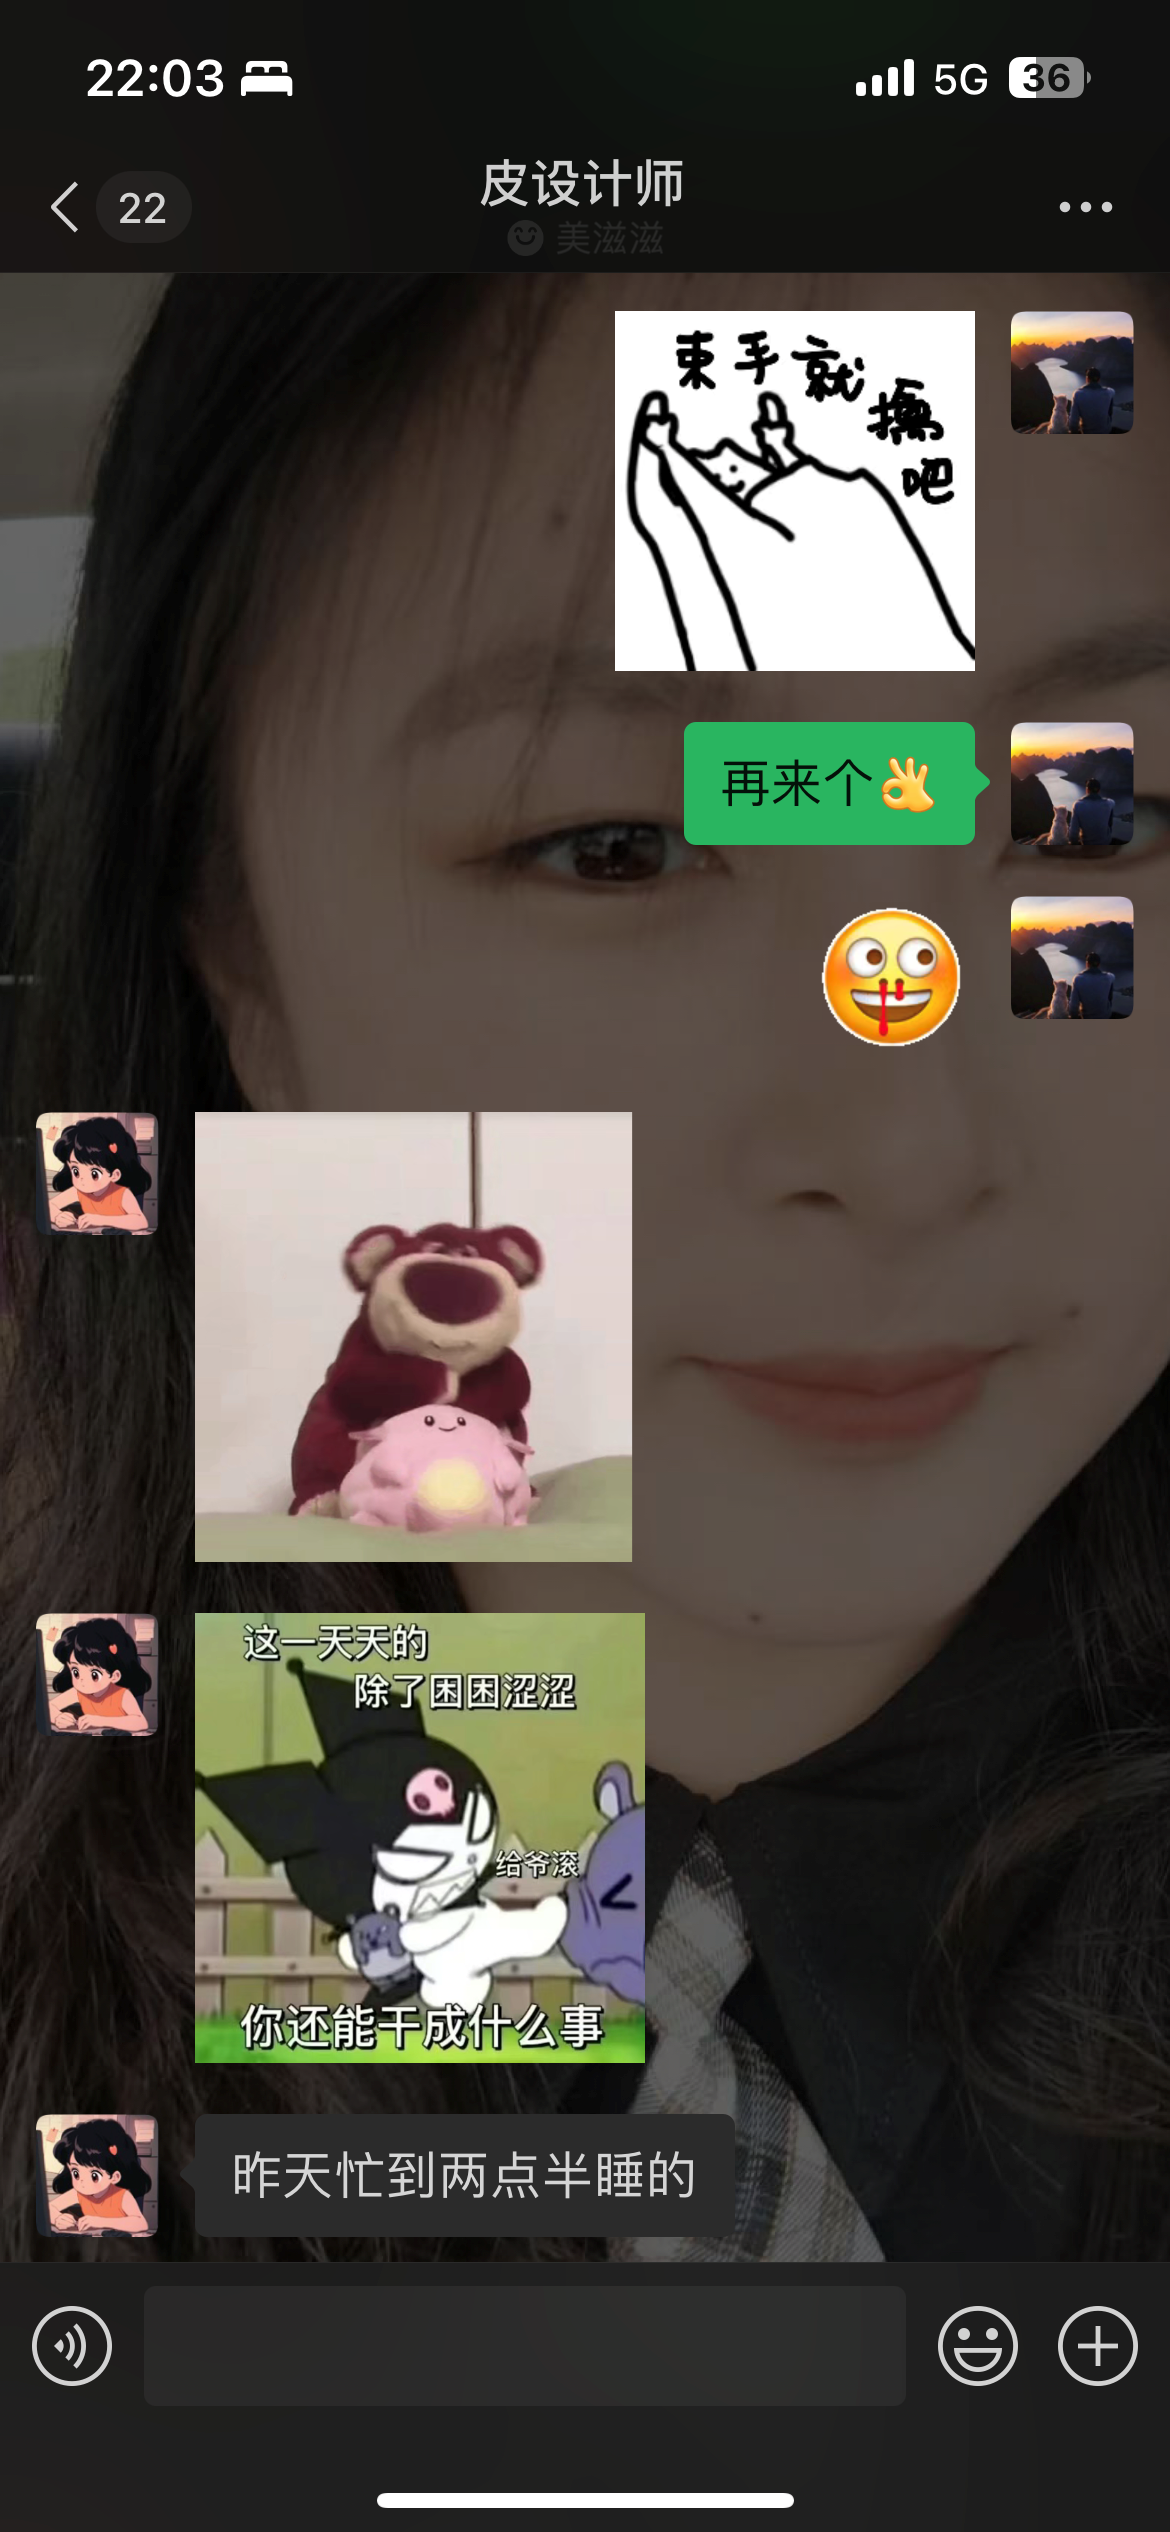 22:03
5G
36
22
皮设计师
美滋滋
束手就擒
吧
再来个👌
这一天天的
除了困困涩涩
给爷滚
你还能干成什么事
昨天忙到两点半睡的